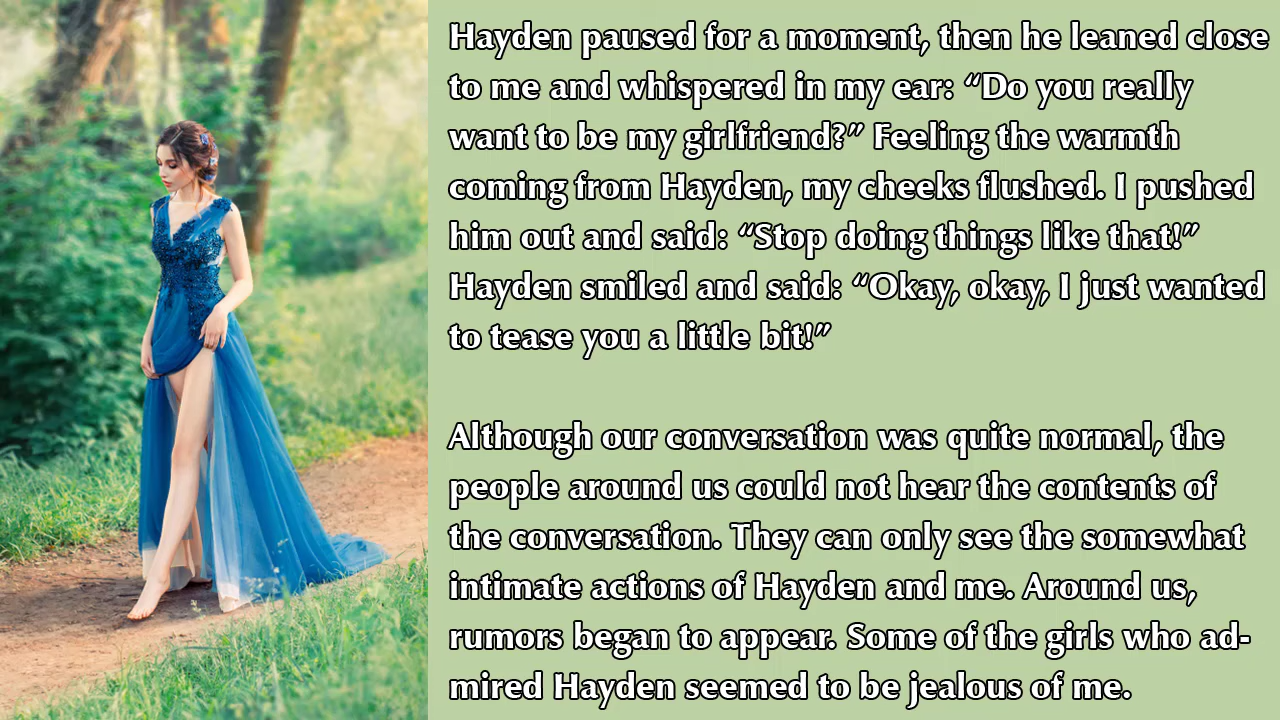 Hayden paused for a moment, then he leaned close
to me and whispered in my ear: “Do you really
want to be my girlfriend?” Feeling the warmth
coming from Hayden, my cheeks flushed. I pushed
him out and said: “Stop doing things like that!”
Hayden smiled and said: “Okay, okay, I just wanted
to tease you a little bit!”
Although our conversation was quite normal, the
people around us could not hear the contents of
the conversation. They can only see the somewhat
intimate actions of Hayden and me. Around us,
rumors began to appear. Some of the girls who ad-
mired Hayden seemed to be jealous of me.